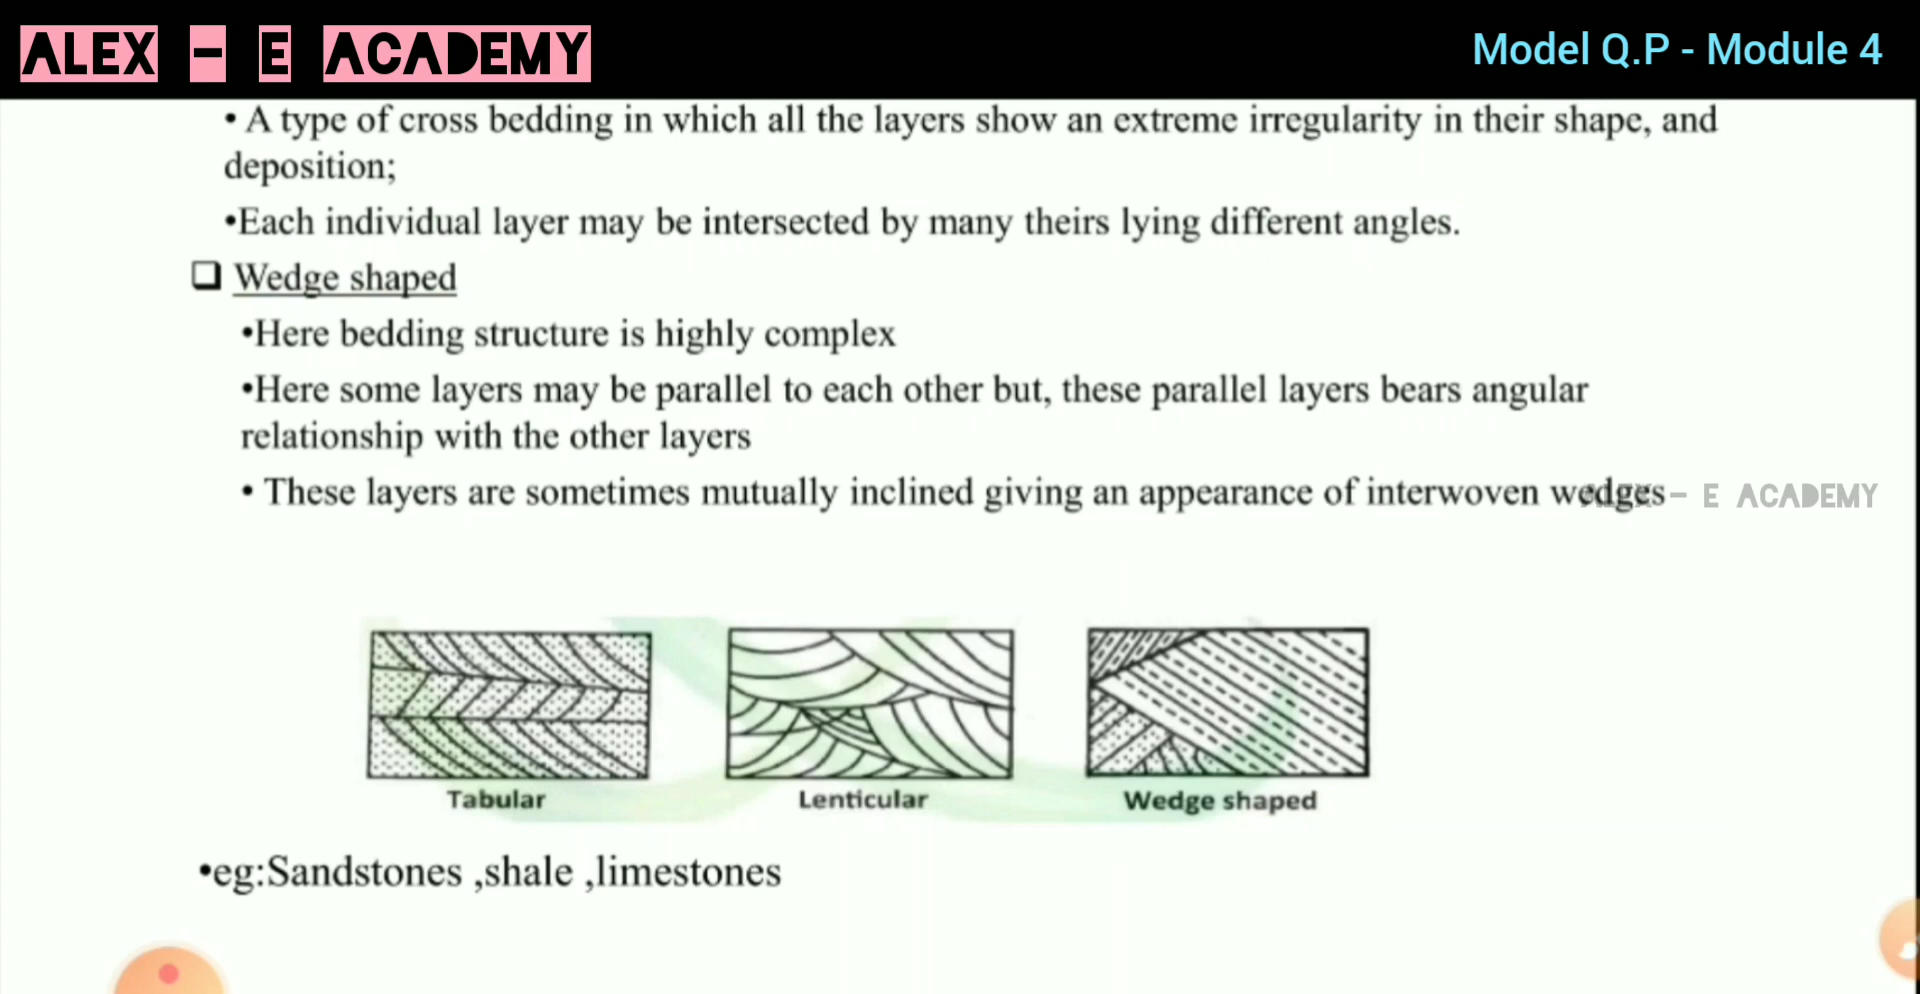 ALEX - E ACADEMY
Model Q.P - Module 4
• A type of cross bedding in which all the layers show an extreme irregularity in their shape, and
deposition;
•Each individual layer may be intersected by many theirs lying different angles.
❑ Wedge shaped
•Here bedding structure is highly complex
•Here some layers may be parallel to each other but, these parallel layers bears angular
relationship with the other layers
• These layers are sometimes mutually inclined giving an appearance of interwoven wedges
ALEX - E ACADEMY
Tabular
Lenticular
Wedge shaped
•eg:Sandstones ,shale ,limestones